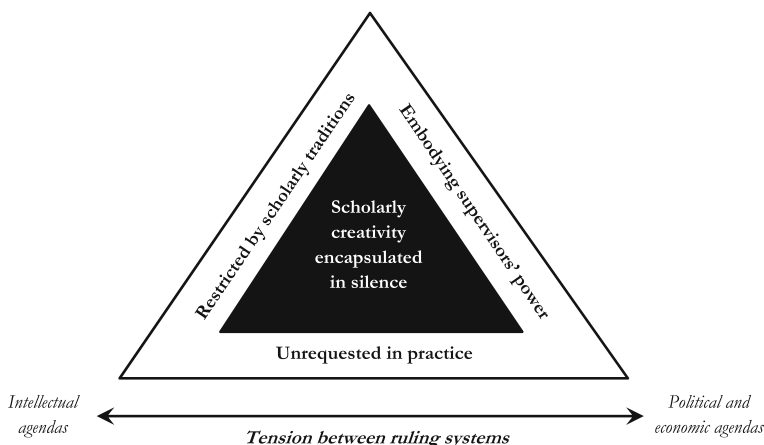 Restricted by scholarly traditions
Embodying supervisors' power
Scholarly
creativity
encapsulated
in silence
Unrequested in practice
Intellectual
agendas
Political and
economic agendas
Tension between ruling systems